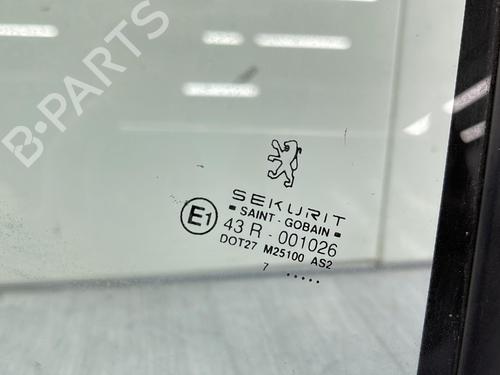 B-PARTS
SEKURIT
SAINT - GOBAIN
E1
43 R - 001026
DOT27 M25100 AS2
7 .....